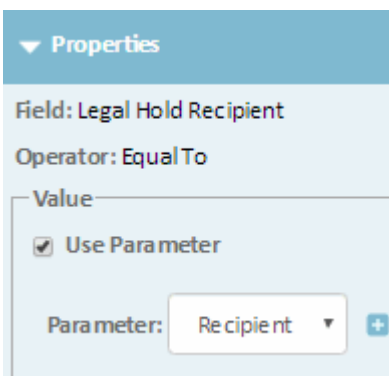 Properties
Field: Legal Hold Recipient
Operator: Equal To
Value
Use Parameter
Parameter: Recipient